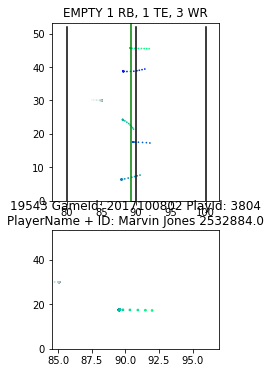 EMPTY 1 RB, 1 TE, 3 WR
50
40
30
20
10
0
80 85 90 95 100
19543 GameId: 2017100802 PlayId: 3804
PlayerName + ID: Marvin Jones 2532884.0
40
20
0
85.0 87.5 90.0 92.5 95.0